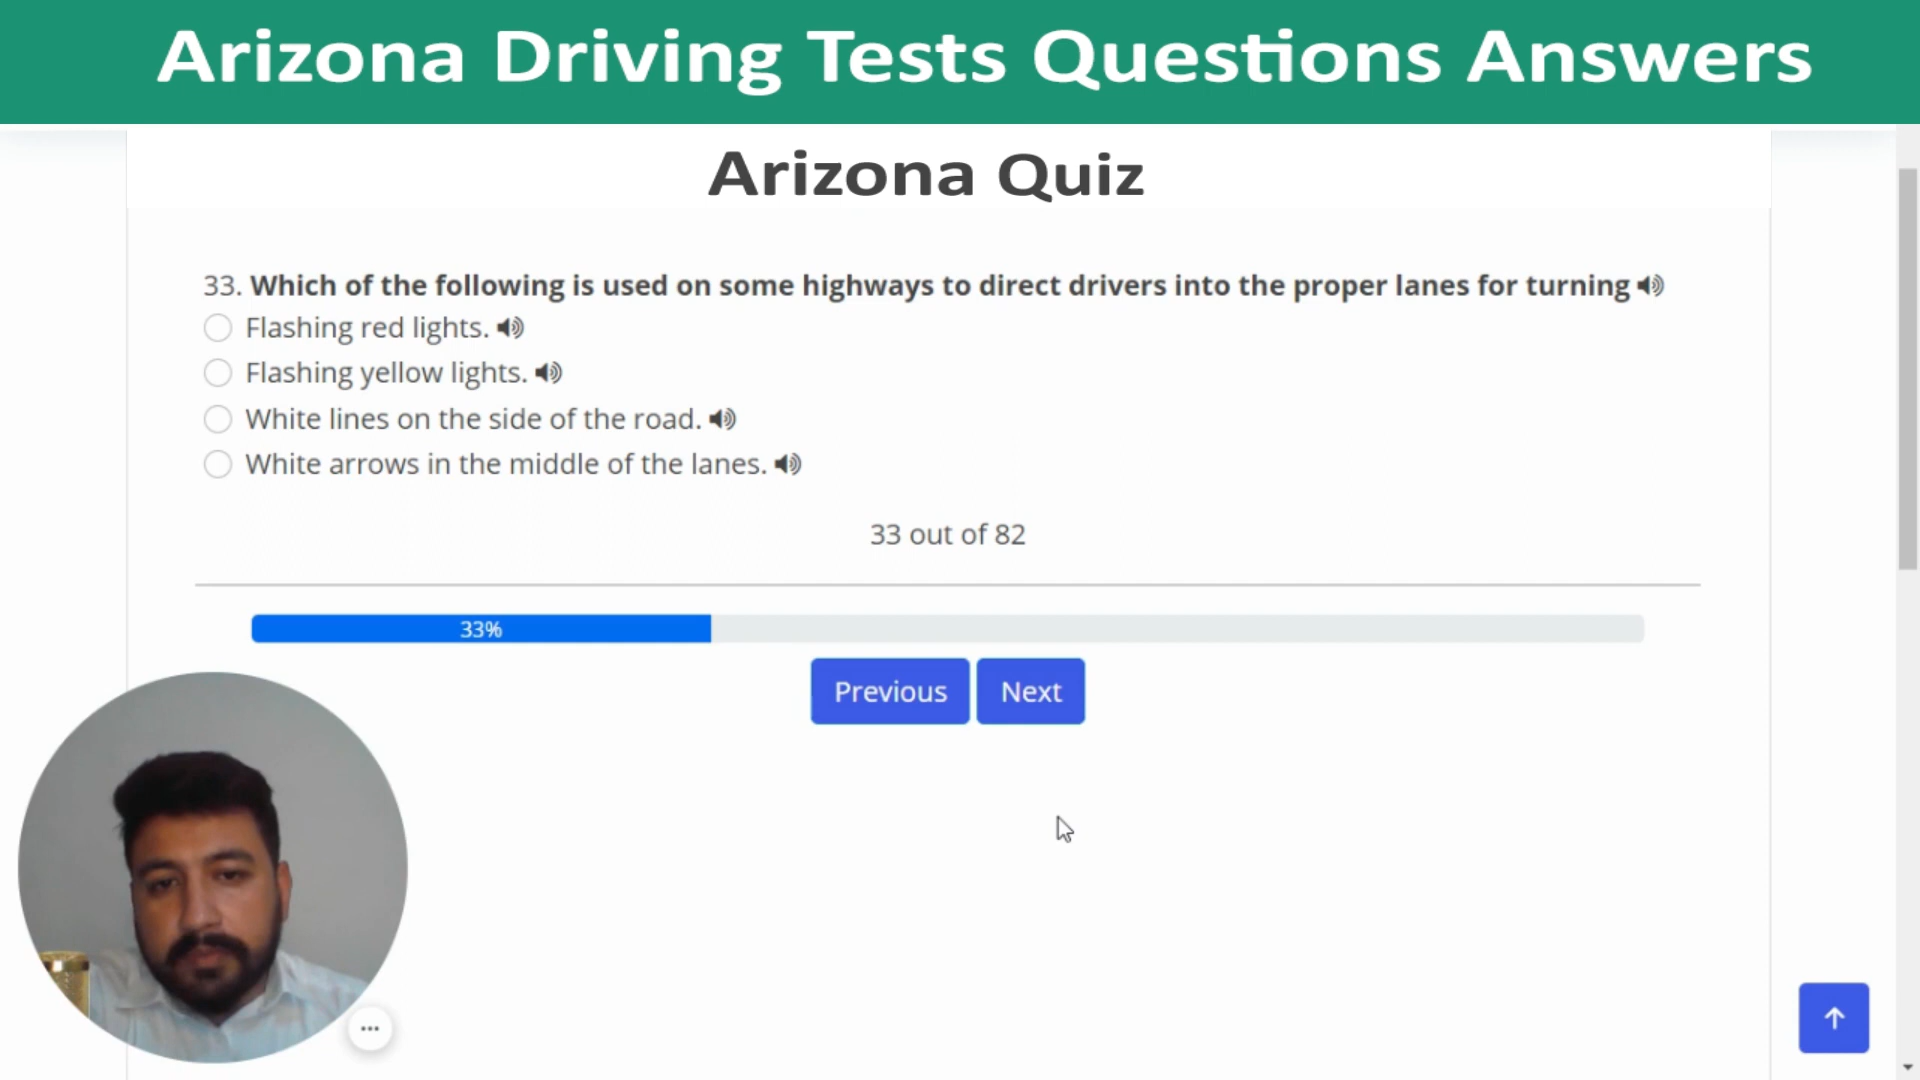 Arizona Driving Tests Questions Answers
Arizona Quiz
33. Which of the following is used on some highways to direct drivers into the proper lanes for turning
Flashing red lights.
Flashing yellow lights.
White lines on the side of the road.
White arrows in the middle of the lanes.
33 out of 82
33%
Previous Next